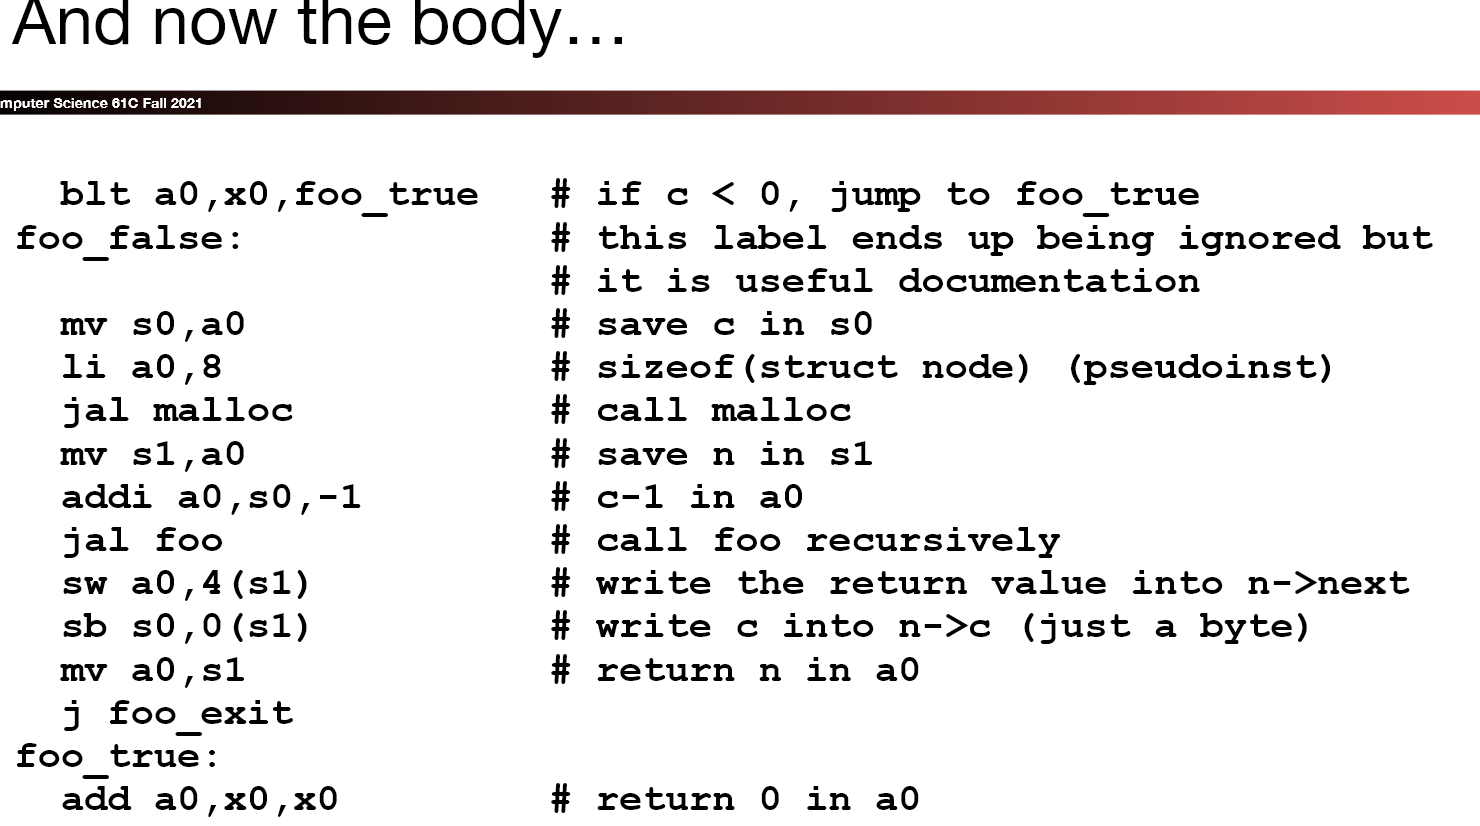 And now the body…
mputer Science 61C Fall 2021
blt a0,x0,foo_true # if c < 0, jump to foo_true
foo_false: # this label ends up being ignored but
# it is useful documentation
mv s0,a0 # save c in s0
li a0,8 # sizeof(struct node) (pseudoinst)
jal malloc # call malloc
mv s1,a0 # save n in s1
addi a0,s0,-1 # c-1 in a0
jal foo # call foo recursively
sw a0,4(s1) # write the return value into n->next
sb s0,0(s1) # write c into n->c (just a byte)
mv a0,s1 # return n in a0
j foo_exit
foo_true:
add a0,x0,x0 # return 0 in a0